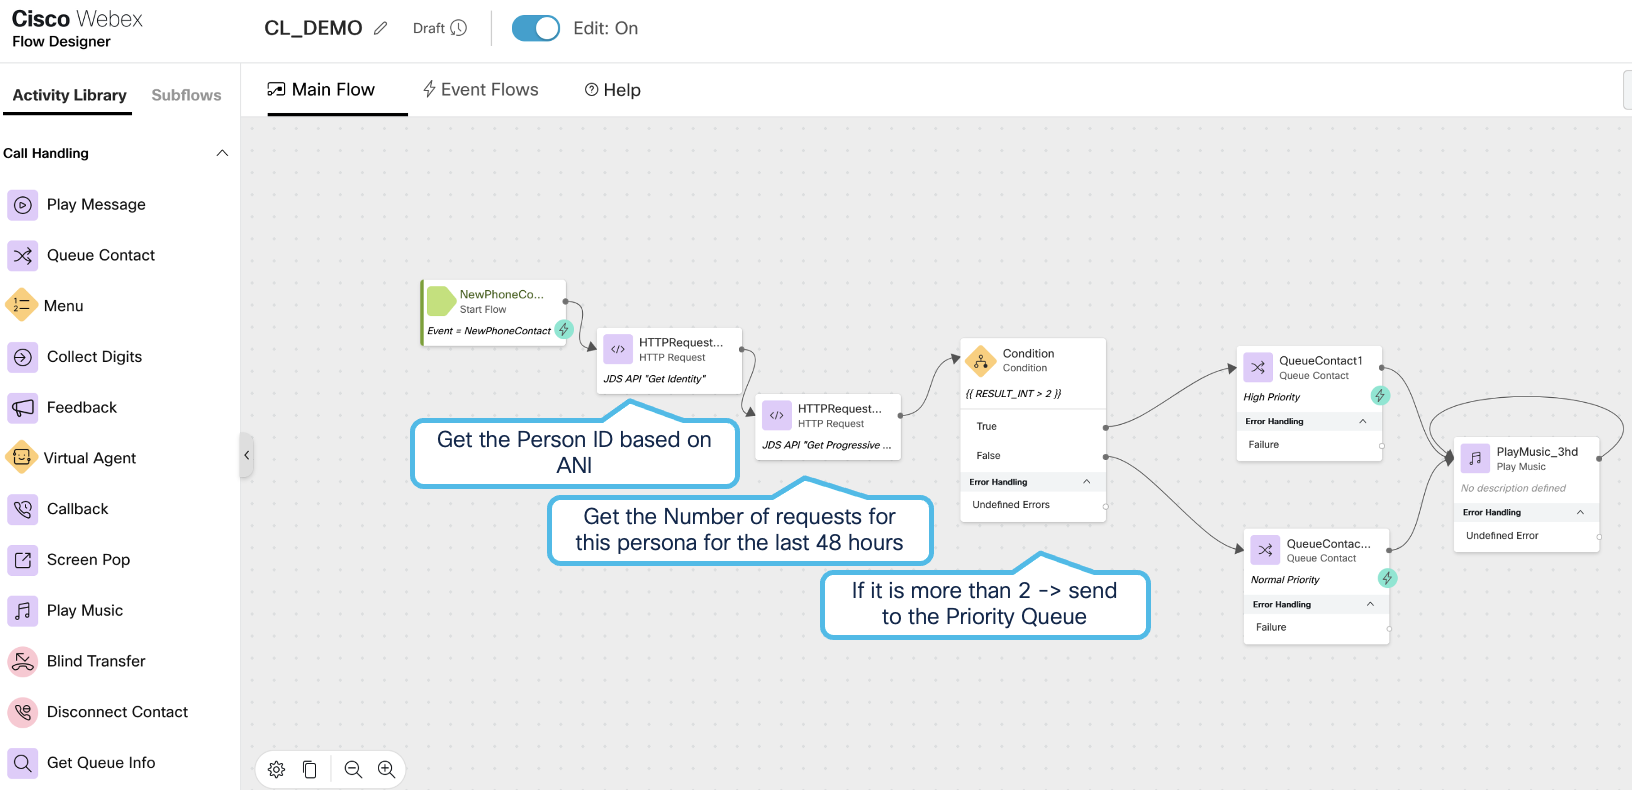 Cisco Webex
Flow Designer
CL_DEMO
Draft
Edit: On
Activity Library
Subflows
Main Flow
Event Flows
Help
Call Handling
Play Message
Queue Contact
Menu
Collect Digits
Feedback
Virtual Agent
Callback
Screen Pop
Play Music
Blind Transfer
Disconnect Contact
Get Queue Info
NewPhoneCo...
Start Flow
Event = NewPhoneContact
HTTPRequest...
HTTP Request
JDS API "Get Identity"
Get the Person ID based on
ANI
HTTPRequest...
HTTP Request
JDS API "Get Progressive ...
Get the Number of requests for
this persona for the last 48 hours
Condition
Condition
{{ RESULT_INT > 2 }}
True
False
Error Handling
Undefined Errors
If it is more than 2 -> send
to the Priority Queue
QueueContact1
Queue Contact
High Priority
Error Handling
Failure
QueueContac...
Queue Contact
Normal Priority
Error Handling
Failure
PlayMusic_3hd
Play Music
No description defined
Error Handling
Undefined Error